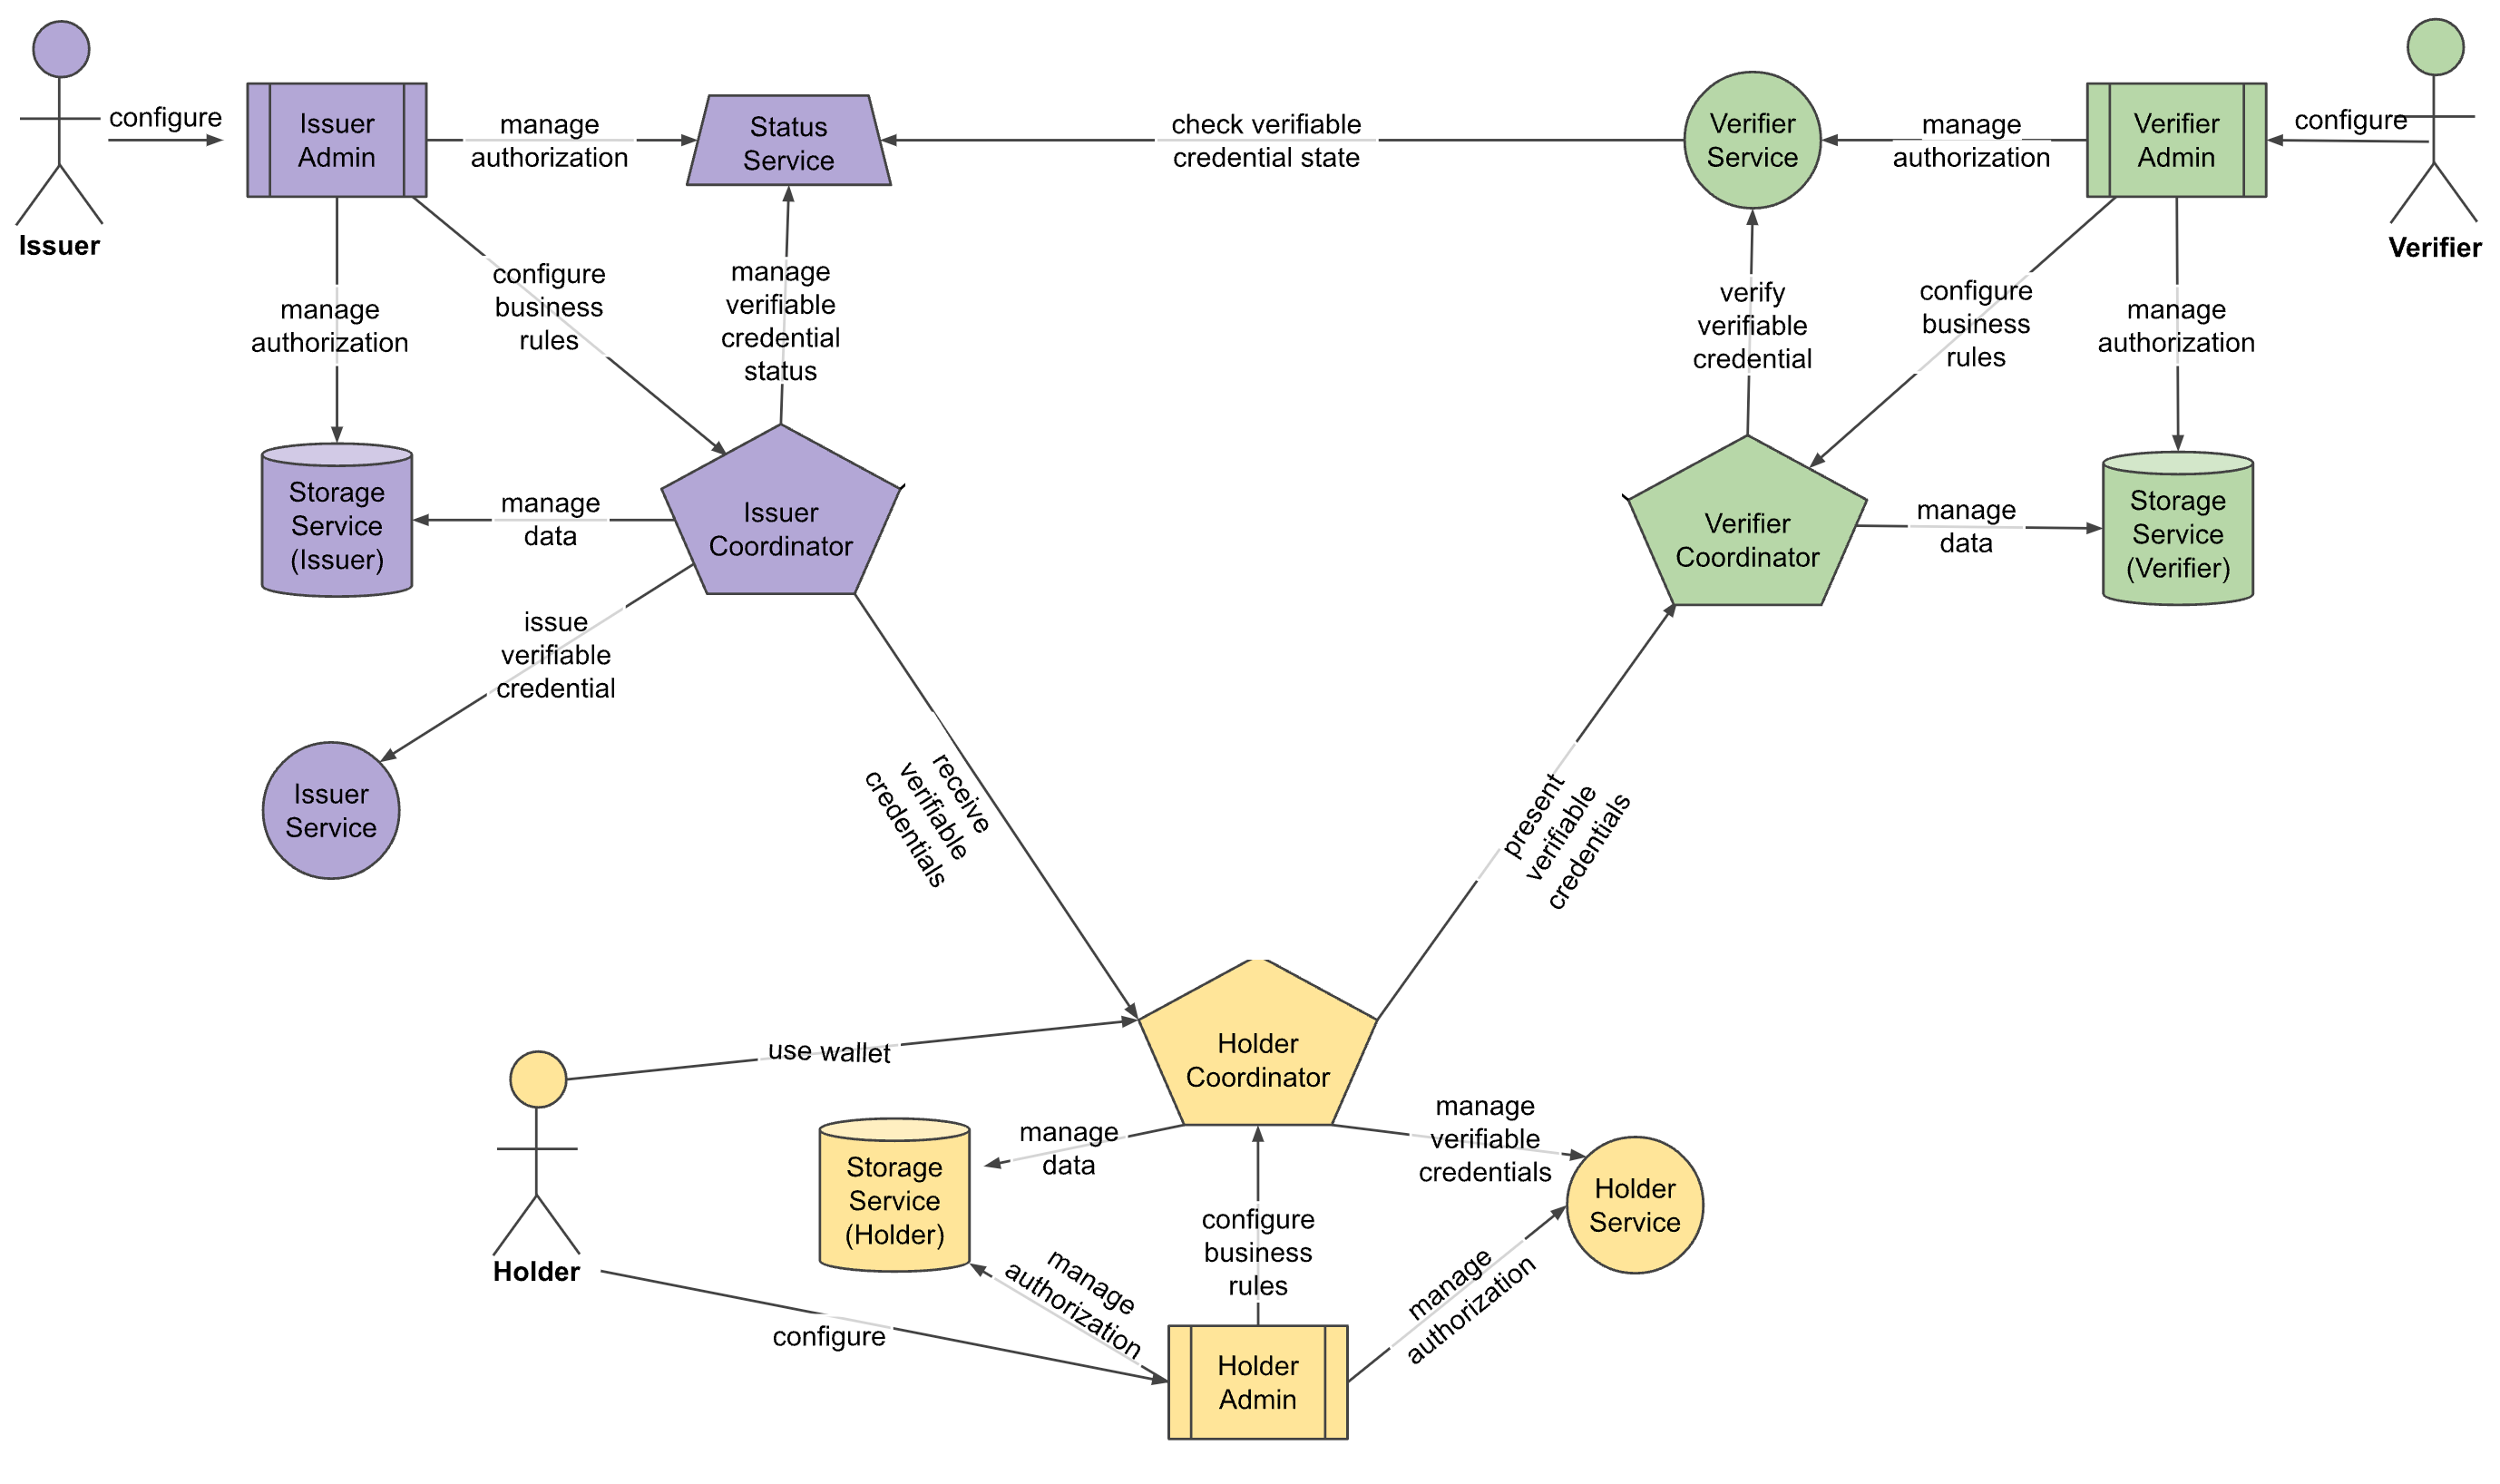 configure
Issuer
Issuer
Admin
manage
authorization
Status
Service
check verifiable
credential state
Verifier
Service
manage
authorization
Verifier
Admin
configure
Verifier
manage
authorization
configure
business
rules
manage
verifiable
credential
status
verify
verifiable
credential
configure
business
rules
manage
authorization
Storage
Service
(Issuer)
manage
data
Issuer
Coordinator
Verifier
Coordinator
manage
data
Storage
Service
(Verifier)
issue
verifiable
credential
Issuer
Service
receive
verifiable
credentials
present
verifiable
credentials
use wallet
Holder
Coordinator
Holder
Storage
Service
(Holder)
manage
data
manage
verifiable
credentials
Holder
Service
configure
business
rules
manage
authorization
manage
authorization
configure
Holder
Admin